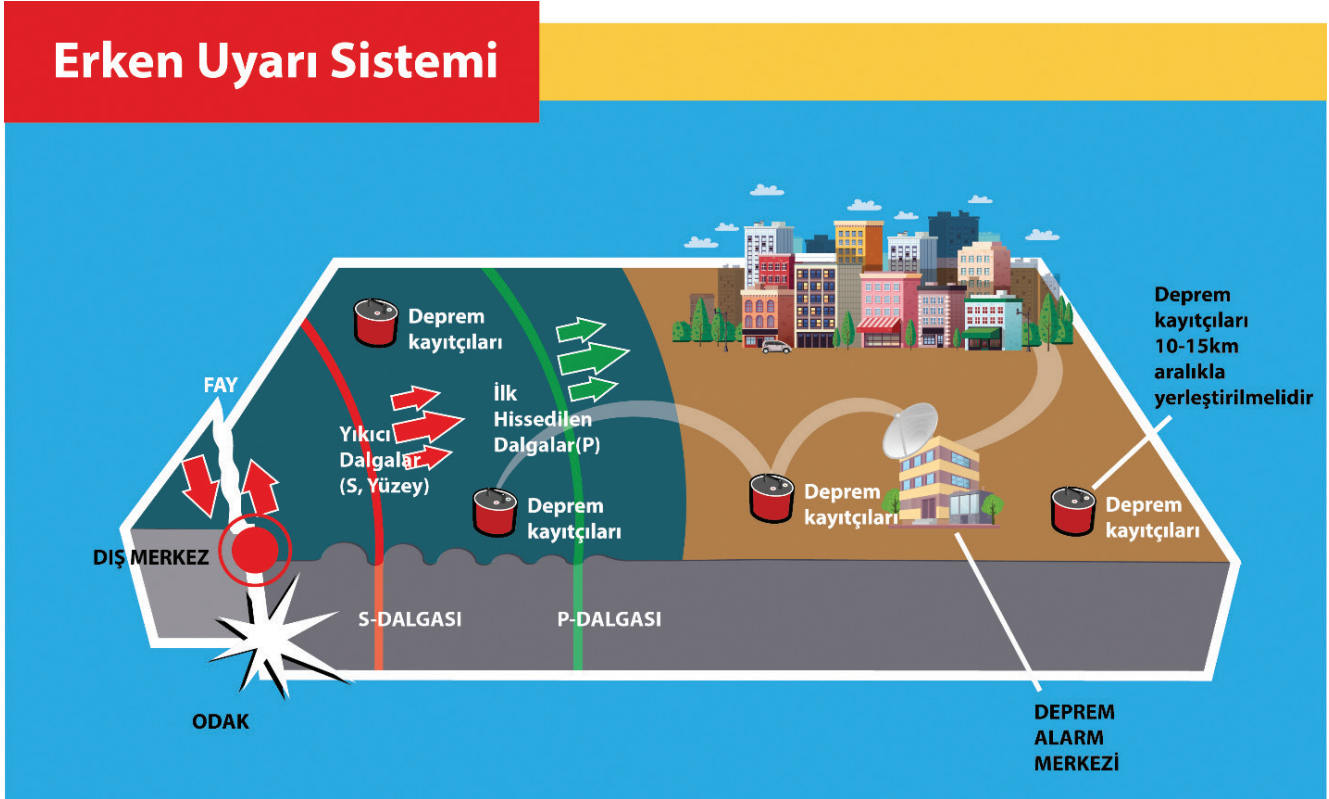 Erken Uyarı Sistemi
Deprem
kayıtçıları
Deprem
kayıtçıları
10-15km
aralıkla
yerleştirilmelidir
FAY
İlk
Hissedilen
Dalgalar(P)
Yıkıcı
Dalgalar
(S, Yüzey)
Deprem
kayıtçıları
Deprem
kayıtçıları
Deprem
kayıtçıları
DIŞ MERKEZ
S-DALGASI
P-DALGASI
ODAK
DEPREM
ALARM
MERKEZİ